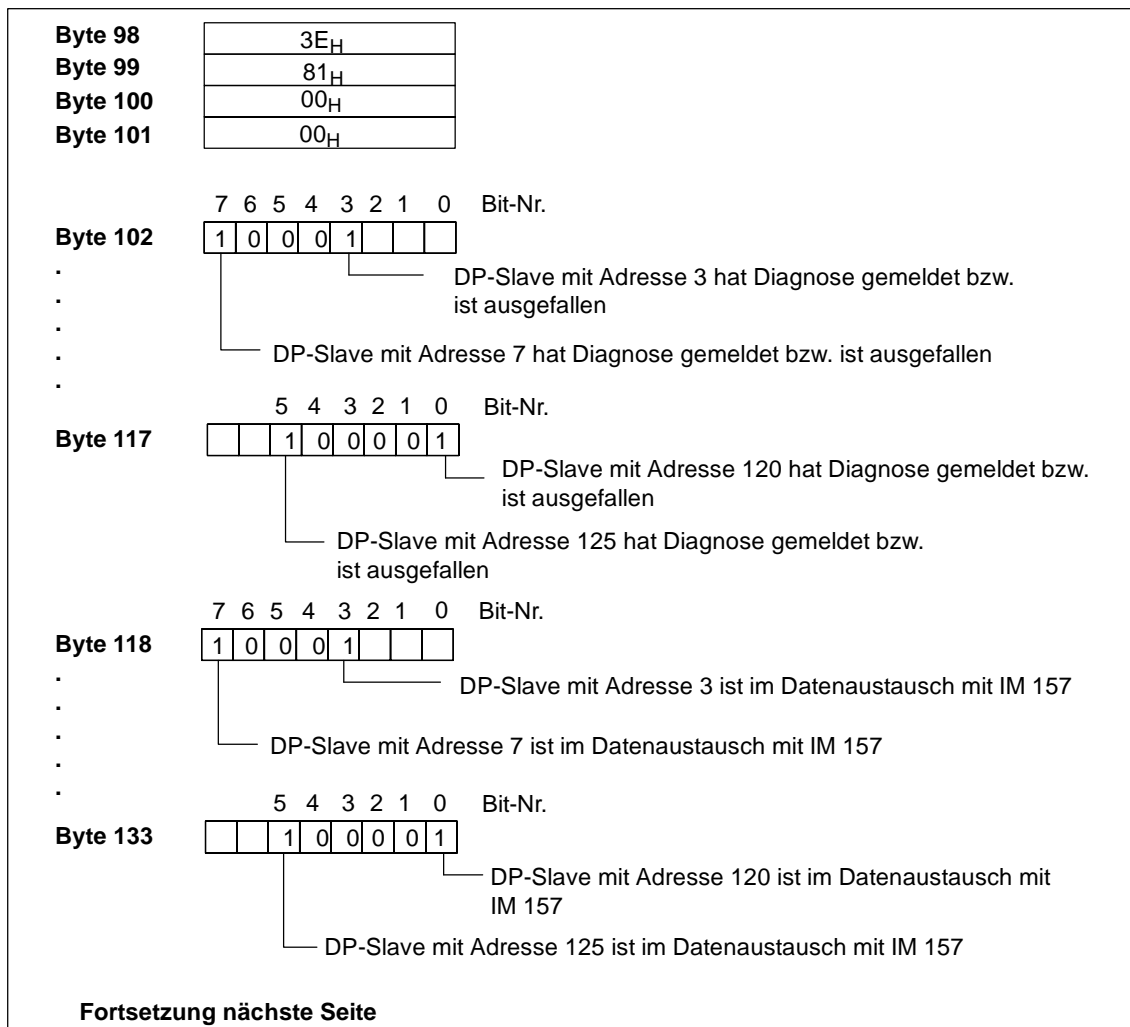 Byte 98 3EH
Byte 99 81H
Byte 100 00H
Byte 101 00H
7 6 5 4 3 2 1 0 Bit-Nr.
Byte 102 1 0 0 0 1
.
DP-Slave mit Adresse 3 hat Diagnose gemeldet bzw.
.
ist ausgefallen
.
.
DP-Slave mit Adresse 7 hat Diagnose gemeldet bzw. ist ausgefallen
.
5 4 3 2 1 0 Bit-Nr.
Byte 117 1 0 0 0 0 1
DP-Slave mit Adresse 120 hat Diagnose gemeldet bzw.
ist ausgefallen
DP-Slave mit Adresse 125 hat Diagnose gemeldet bzw.
ist ausgefallen
7 6 5 4 3 2 1 0 Bit-Nr.
Byte 118 1 0 0 0 1
.
DP-Slave mit Adresse 3 ist im Datenaustausch mit IM 157
.
.
DP-Slave mit Adresse 7 ist im Datenaustausch mit IM 157
.
.
5 4 3 2 1 0 Bit-Nr.
Byte 133 1 0 0 0 0 1
DP-Slave mit Adresse 120 ist im Datenaustausch mit
IM 157
DP-Slave mit Adresse 125 ist im Datenaustausch mit IM 157
Fortsetzung nächste Seite